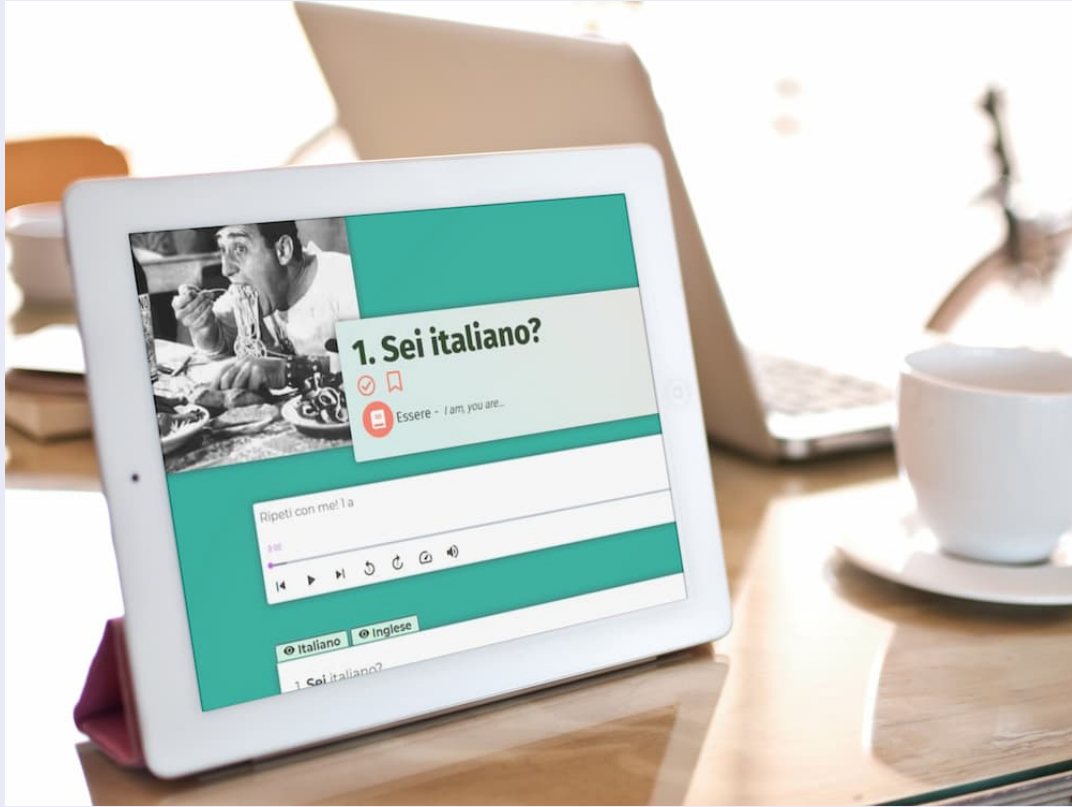 1. Sei italiano?
Essere - I am, you are...
Ripeti con me! 1 a
Italiano
Inglese
1. Sei italiano?